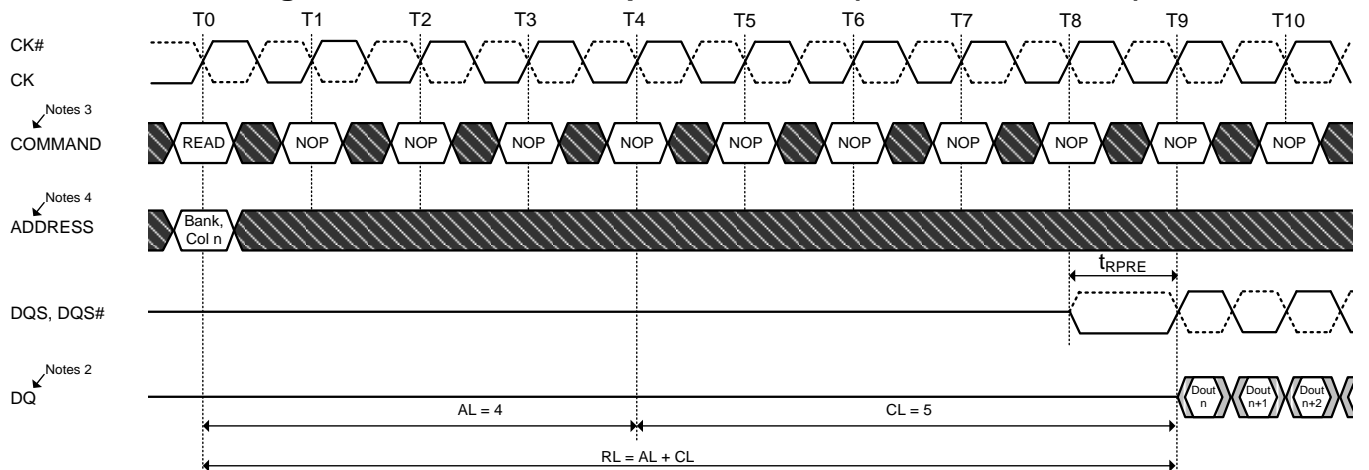 T0 T1 T2 T3 T4 T5 T6 T7 T8 T9 T10
CK#
CK
Notes 3
COMMAND
READ NOP NOP NOP NOP NOP NOP NOP NOP NOP NOP
Notes 4
ADDRESS
Bank,
Col n
tRPRE
DQS, DQS#
Notes 2
DQ
Dout
n
Dout
n+1
Dout
n+2
AL = 4
CL = 5
RL = AL + CL